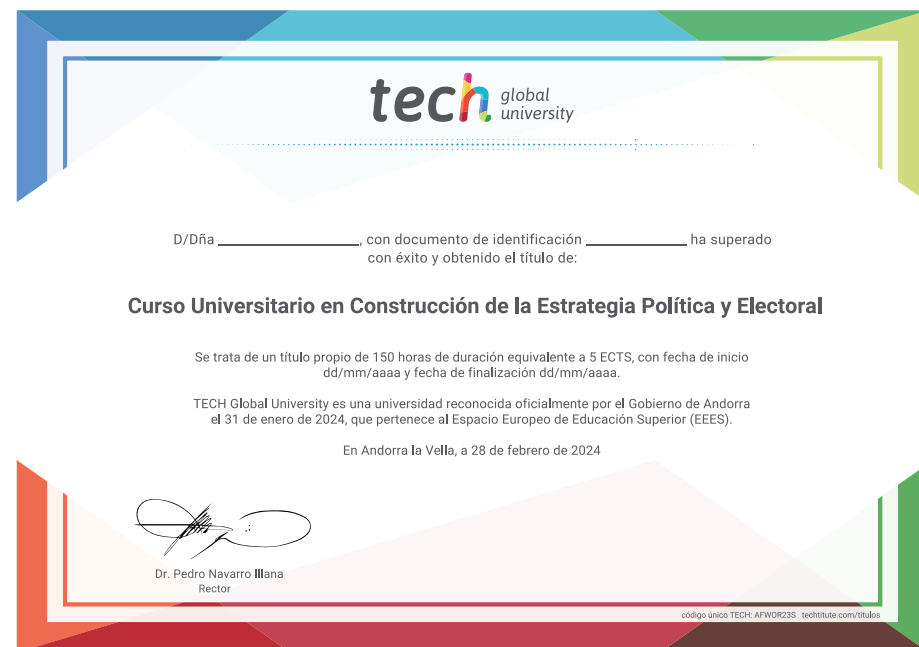 tech global university
D/Dña ________________, con documento de identificación ____________ ha superado
con éxito y obtenido el título de:
Curso Universitario en Construcción de la Estrategia Política y Electoral
Se trata de un título propio de 150 horas de duración equivalente a 5 ECTS, con fecha de inicio
dd/mm/aaaa y fecha de finalización dd/mm/aaaa.
TECH Global University es una universidad reconocida oficialmente por el Gobierno de Andorra
el 31 de enero de 2024, que pertenece al Espacio Europeo de Educación Superior (EEES).
En Andorra la Vella, a 28 de febrero de 2024
Dr. Pedro Navarro Illana
Rector
código único TECH: AFWOR23S techtitute.com/titulos